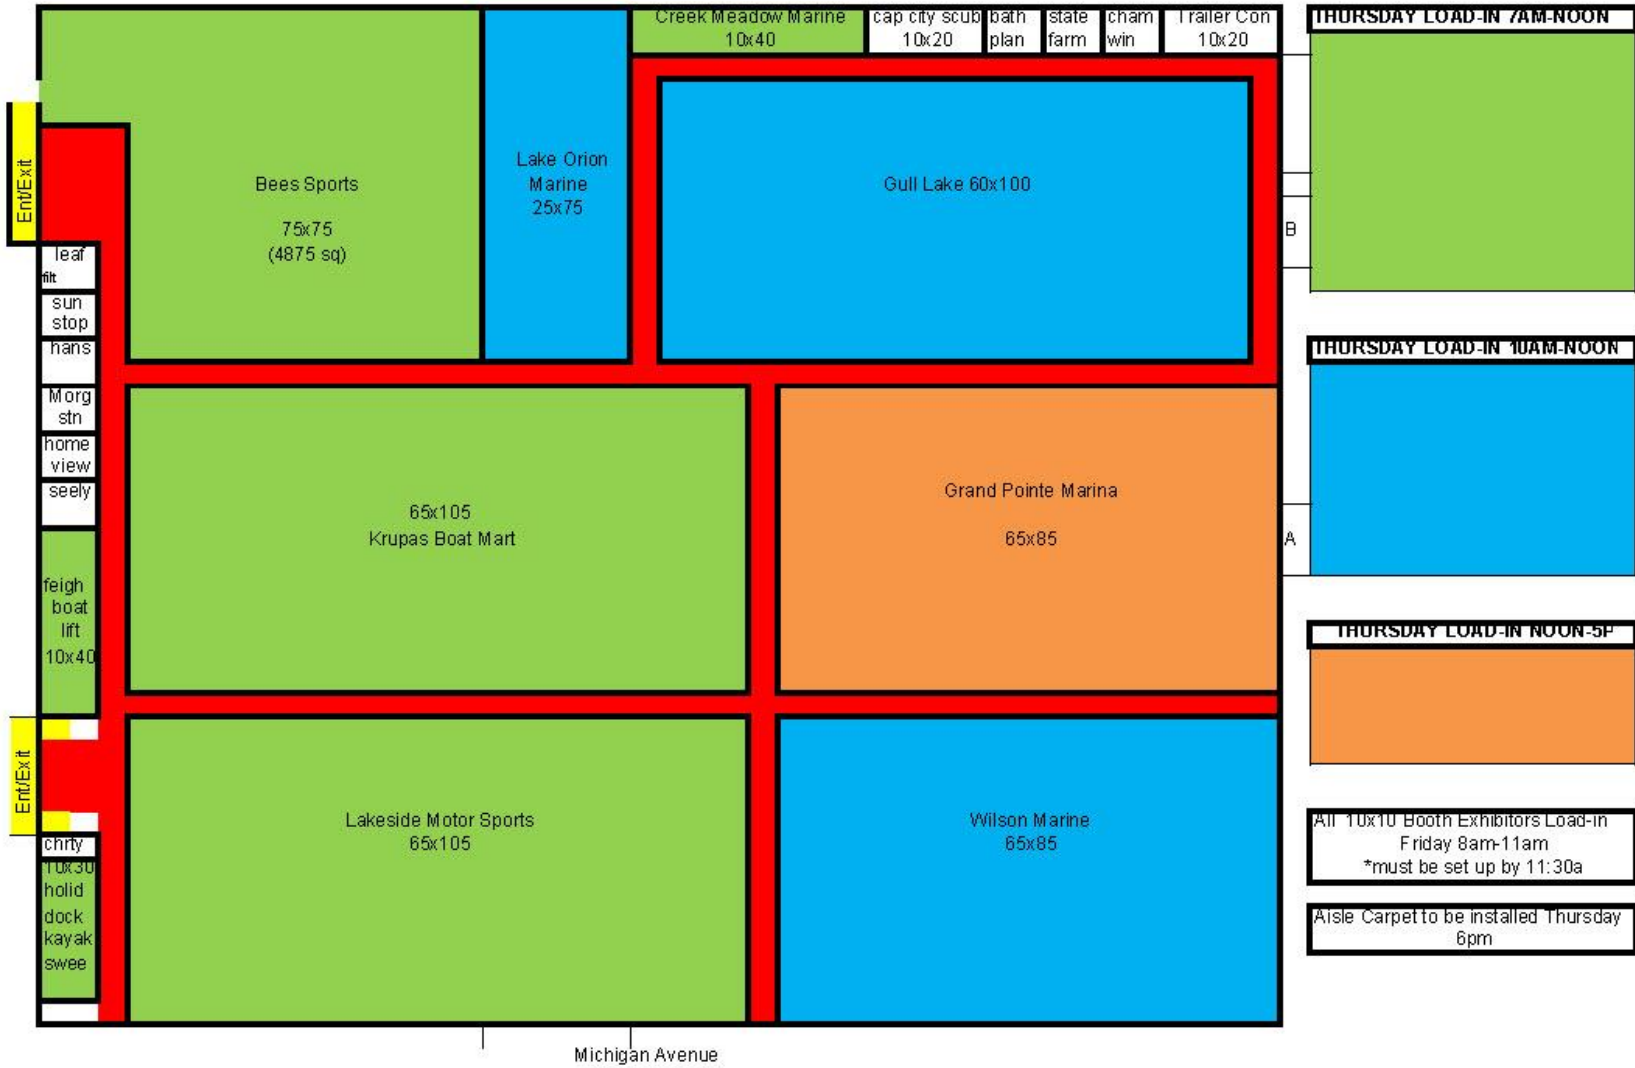 Creek Meadow Marine
10x40
cap city scub
10x20
bath
plan
state
farm
cham
win
Trailer Con
10x20
THURSDAY LOAD-IN 7AM-NOON
Ent/Exit
Bees Sports
75x75
(4875 sq)
Lake Orion
Marine
25x75
Gull Lake 60x100
B
leaf
filt
sun
stop
hans
Morg
stn
home
view
seely
THURSDAY LOAD-IN 10AM-NOON
65x105
Krupas Boat Mart
Grand Pointe Marina
65x85
A
feigh
boat
lift
10x40
THURSDAY LOAD-IN NOON-5P
Ent/Exit
Lakeside Motor Sports
65x105
Wilson Marine
65x85
All 10x10 Booth Exhibitors Load-in
Friday 8am-11am
*must be set up by 11:30a
chrty
10x30
holid
dock
kayak
swee
Aisle Carpet to be installed Thursday
6pm
Michigan Avenue